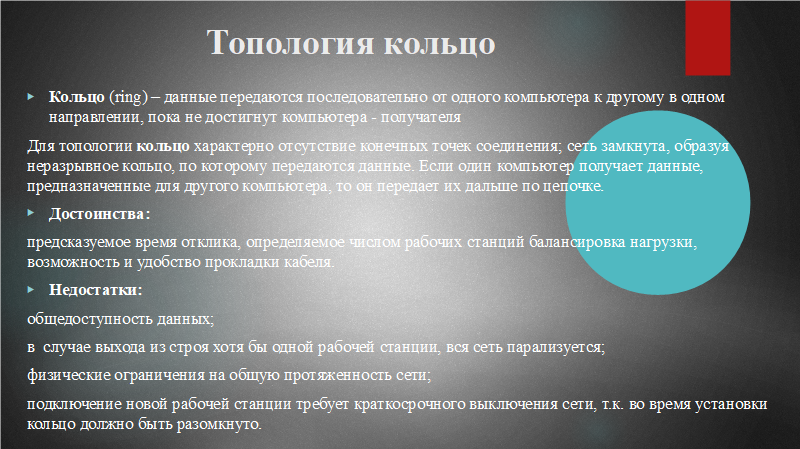 Топология кольцо
Кольцо (ring) – данные передаются последовательно от одного компьютера к другому в одном
направлении, пока не достигнут компьютера - получателя
Для топологии кольцо характерно отсутствие конечных точек соединения; сеть замкнута, образуя
неразрывное кольцо, по которому передаются данные. Если один компьютер получает данные,
предназначенные для другого компьютера, то он передает их дальше по цепочке.
Достоинства:
предсказуемое время отклика, определяемое числом рабочих станций балансировка нагрузки,
возможность и удобство прокладки кабеля.
Недостатки:
общедоступность данных;
в случае выхода из строя хотя бы одной рабочей станции, вся сеть парализуется;
физические ограничения на общую протяженность сети;
подключение новой рабочей станции требует краткосрочного выключения сети, т.к. во время установки
кольцо должно быть разомкнуто.